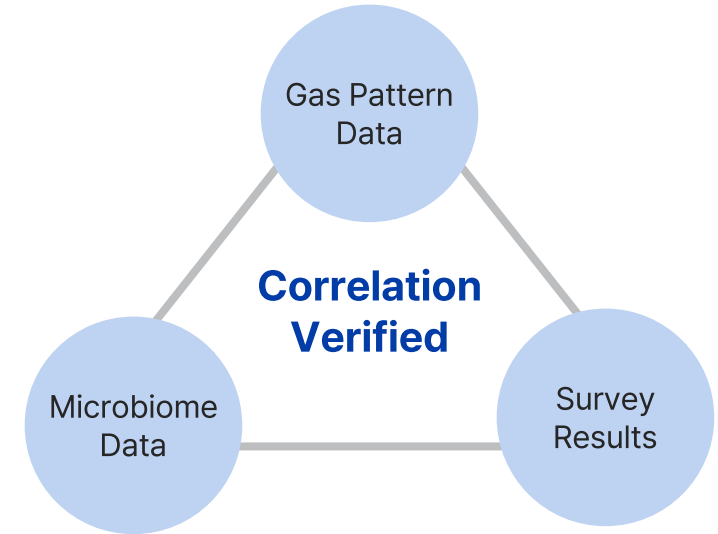 Gas Pattern
Data
Correlation
Verified
Microbiome
Data
Survey
Results